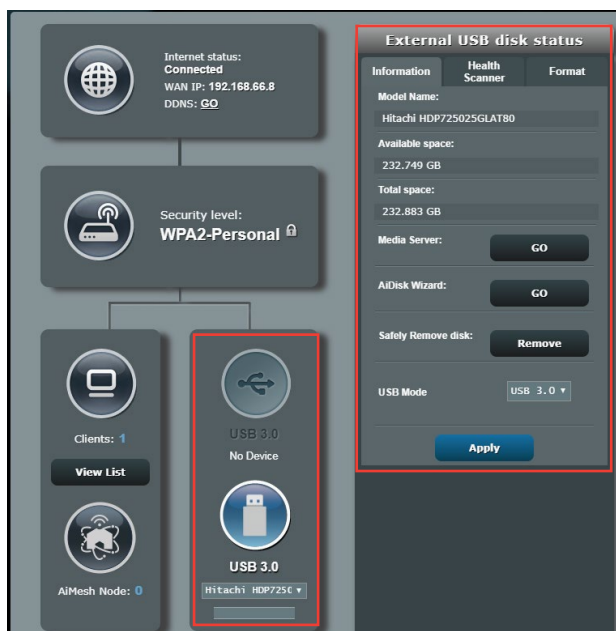 Internet status:
Connected
WAN IP: 192.168.66.8
DDNS: GO
Security level:
WPA2-Personal
Clients: 1
View List
AiMesh Node: 0
USB 3.0
No Device
USB 3.0
Hitachi HDP7250
External USB disk status
Information
Health
Scanner
Format
Model Name:
Hitachi HDP725025GLAT80
Available space:
232.749 GB
Total space:
232.883 GB
Media Server:
GO
AiDisk Wizard:
GO
Safely Remove disk:
Remove
USB Mode
USB 3.0
Apply